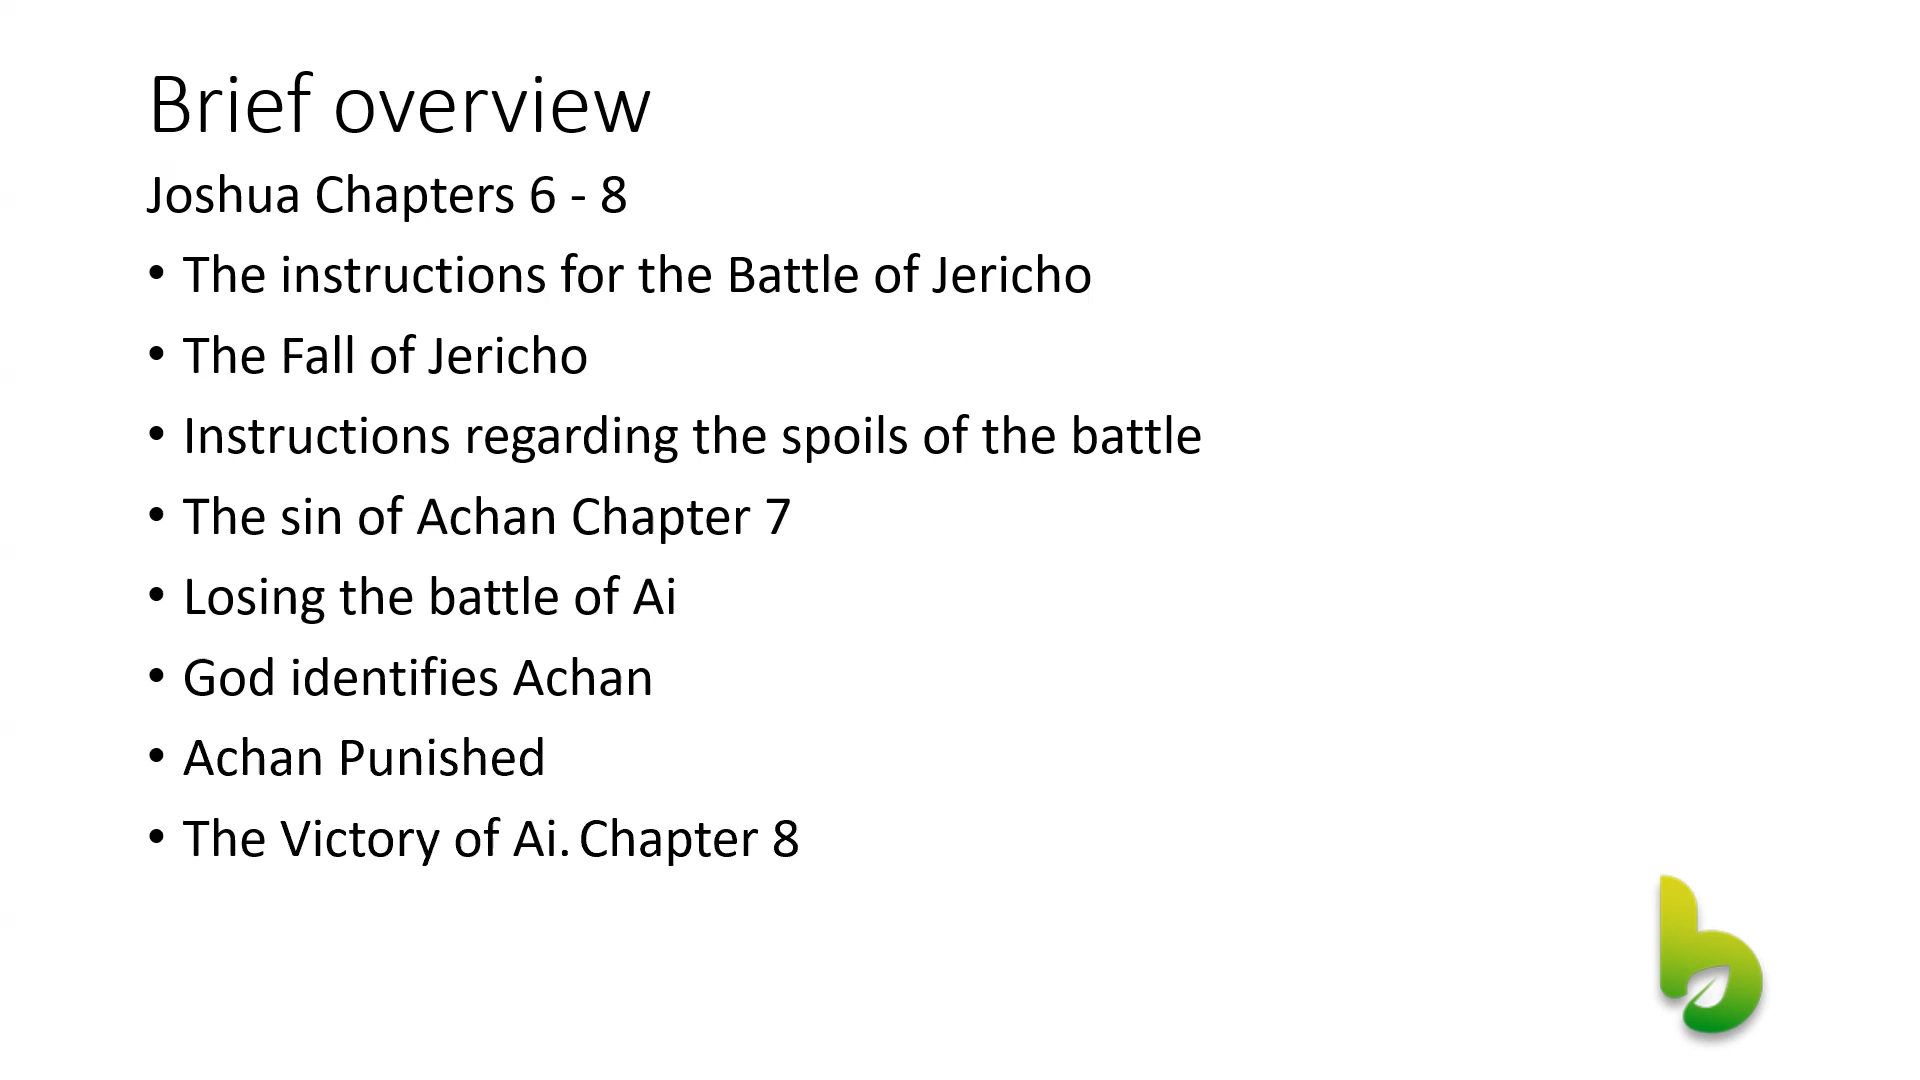 Brief overview
Joshua Chapters 6 - 8
• The instructions for the Battle of Jericho
• The Fall of Jericho
• Instructions regarding the spoils of the battle
• The sin of Achan Chapter 7
• Losing the battle of Ai
• God identifies Achan
• Achan Punished
• The Victory of Ai. Chapter 8